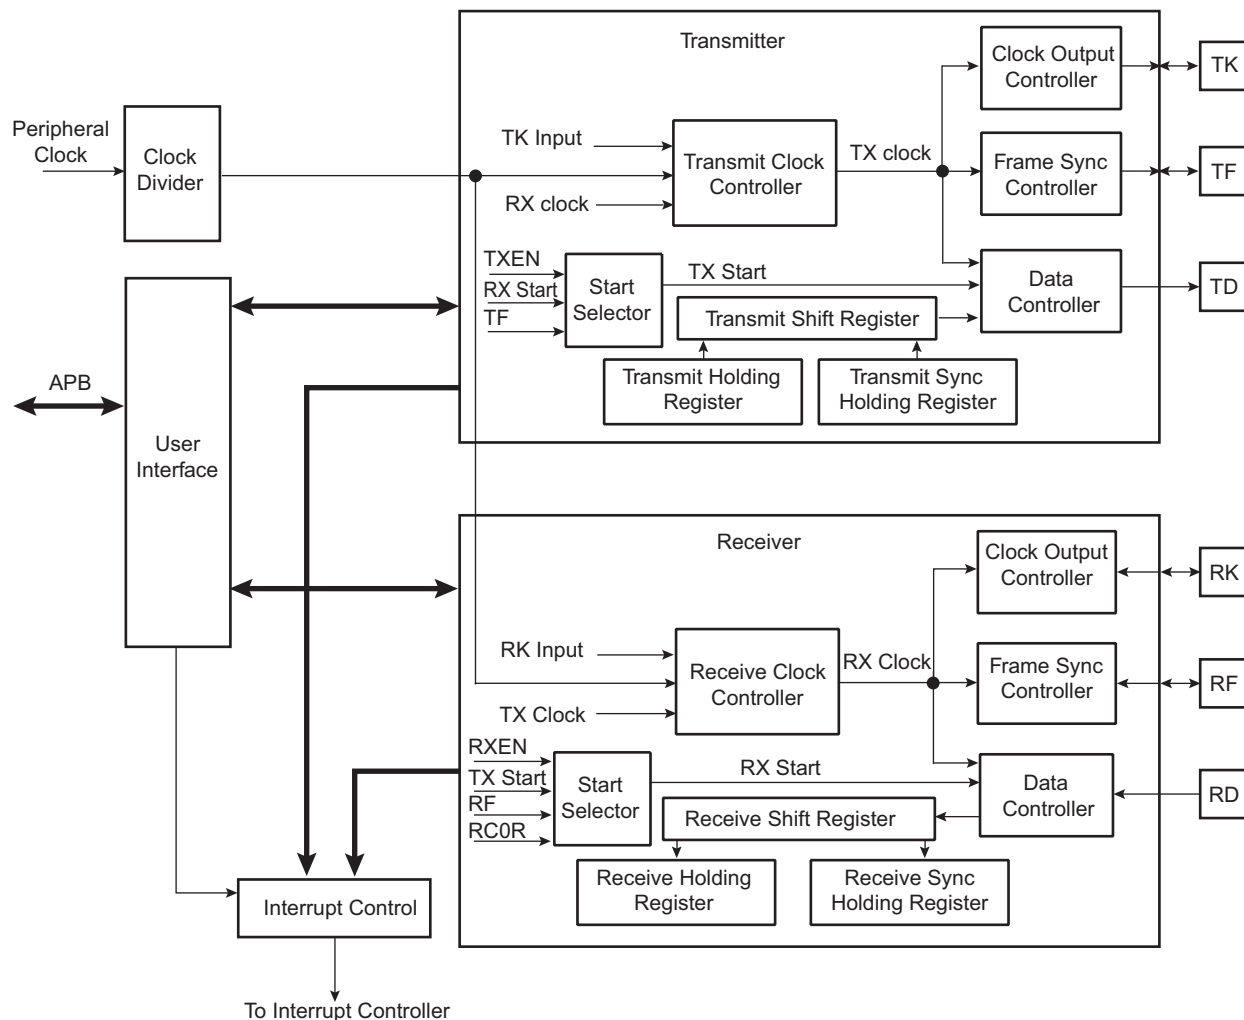 Transmitter
Clock Output
Controller
TK
Peripheral
Clock
Clock
Divider
TK Input
RX clock
Transmit Clock
Controller
TX clock
Frame Sync
Controller
TF
TXEN
RX Start
TF
Start
Selector
TX Start
Data
Controller
TD
Transmit Shift Register
Transmit Holding
Register
Transmit Sync
Holding Register
APB
User
Interface
Receiver
Clock Output
Controller
RK
RK Input
TX Clock
Receive Clock
Controller
RX Clock
Frame Sync
Controller
RF
RXEN
TX Start
RF
RC0R
Start
Selector
RX Start
Data
Controller
RD
Receive Shift Register
Receive Holding
Register
Receive Sync
Holding Register
Interrupt Control
To Interrupt Controller